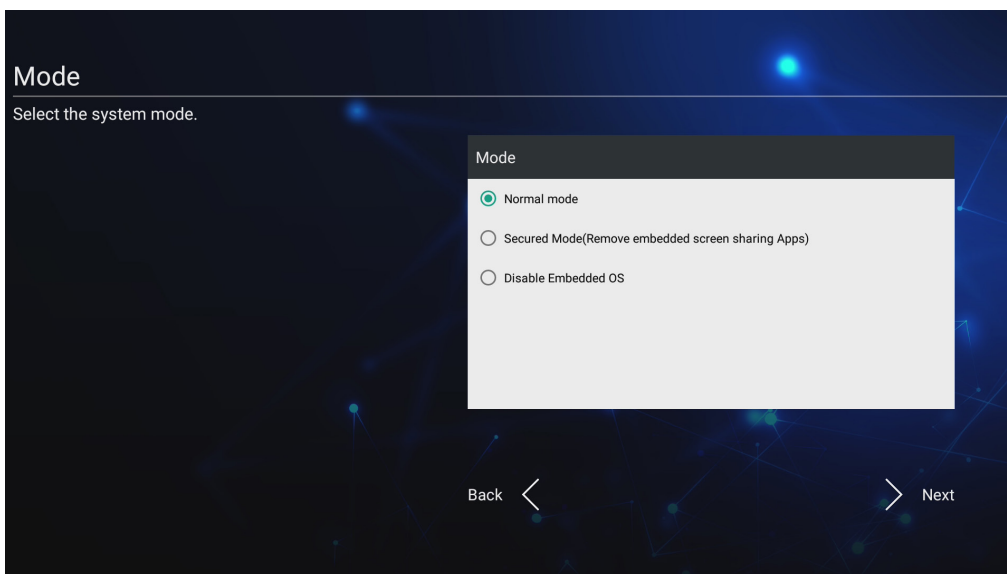 Mode
Select the system mode.
Mode
Normal mode
Secured Mode(Remove embedded screen sharing Apps)
Disable Embedded OS
Back
Next